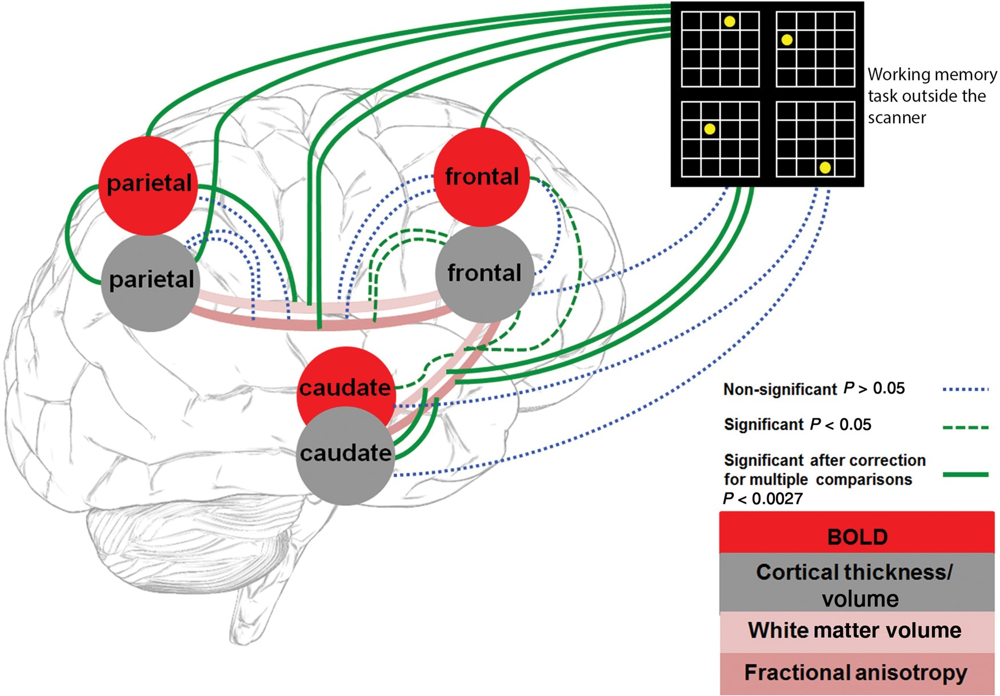 Working memory
task outside the
scanner
parietal
frontal
parietal
frontal
caudate
caudate
Non-significant P > 0.05
Significant P < 0.05
Significant after correction
for multiple comparisons
P < 0.0027
BOLD
Cortical thickness/
volume
White matter volume
Fractional anisotropy